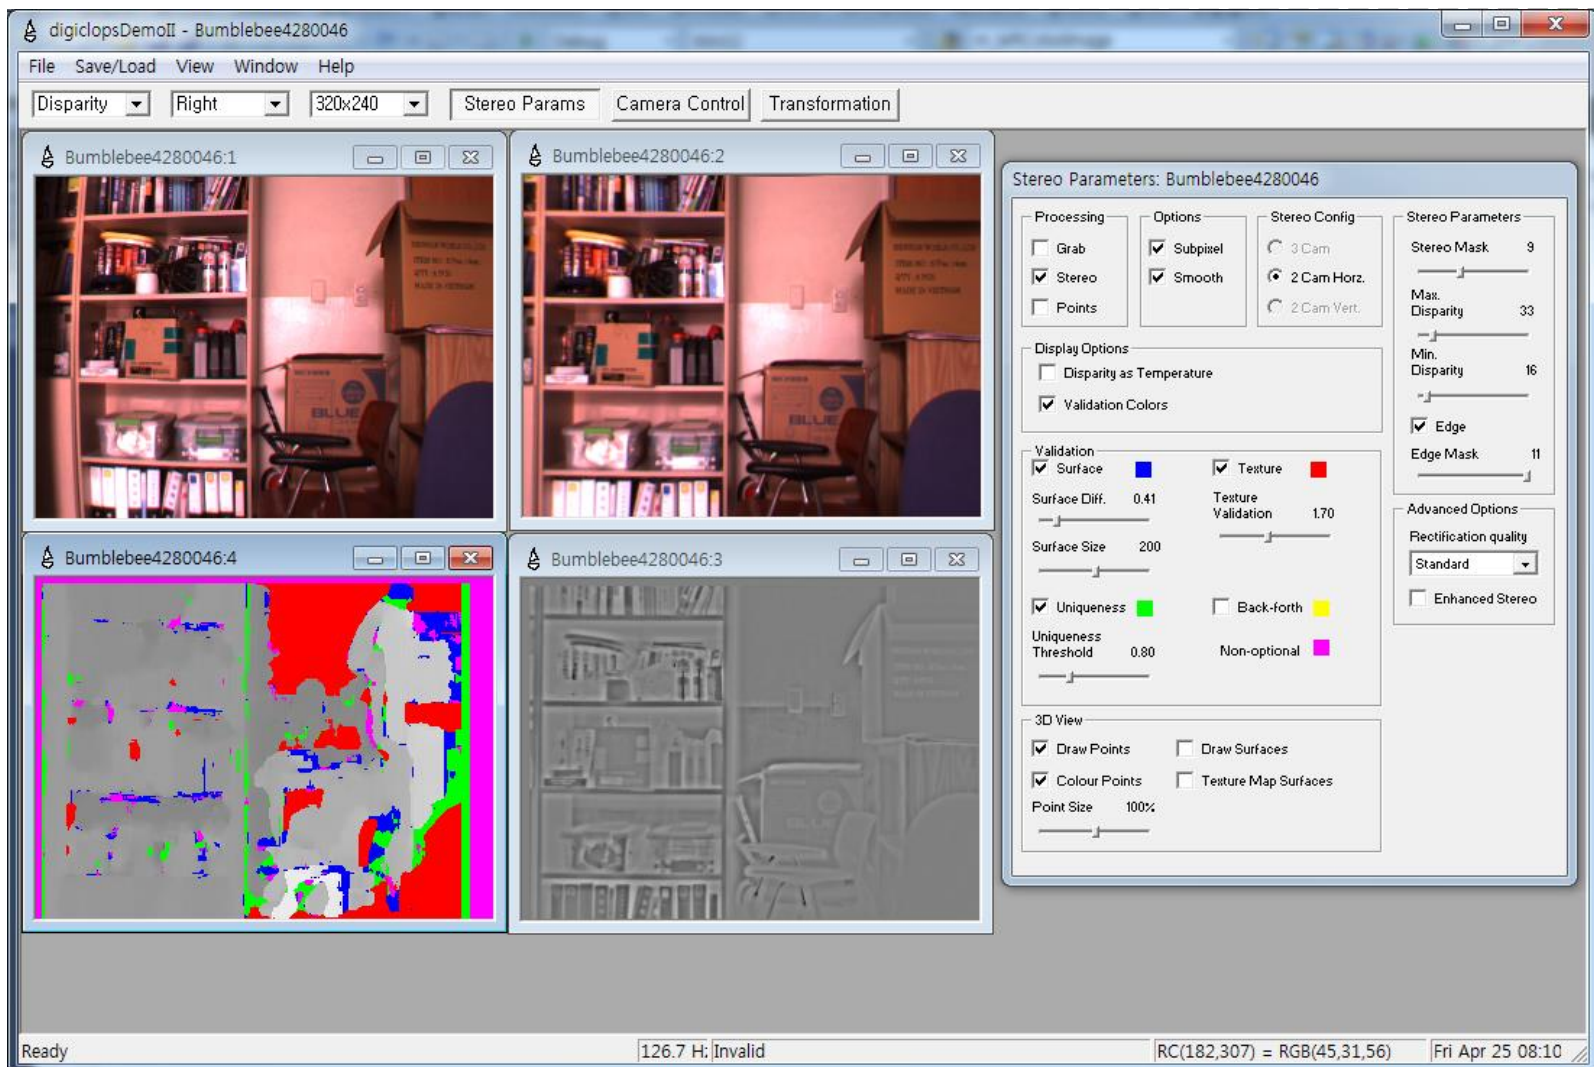 digiclopsDemoII - Bumblebee4280046
File Save/Load View Window Help
Disparity Right 320x240 Stereo Params Camera Control Transformation
Bumblebee4280046:1
Bumblebee4280046:2
BLUE
Bumblebee4280046:4
Bumblebee4280046:3
BLUE
Stereo Parameters: Bumblebee4280046
Processing
Grab
Stereo
Points
Options
Subpixel
Smooth
Stereo Config
3 Cam
2 Cam Horz.
2 Cam Vert.
Stereo Parameters
Stereo Mask 9
Max.
Disparity 33
Min.
Disparity 16
Edge
Edge Mask 11
Display Options
Disparity as Temperature
Validation Colors
Validation
Surface
Texture
Surface Diff. 0.41
Texture
Validation 1.70
Surface Size 200
Uniqueness
Back-forth
Uniqueness
Threshold 0.80
Non-optional
Advanced Options
Rectification quality
Standard
Enhanced Stereo
3D View
Draw Points
Draw Surfaces
Colour Points
Texture Map Surfaces
Point Size 100%
Ready 126.7 H; Invalid RC(182,307) = RGB(45,31,56) Fri Apr 25 08:10